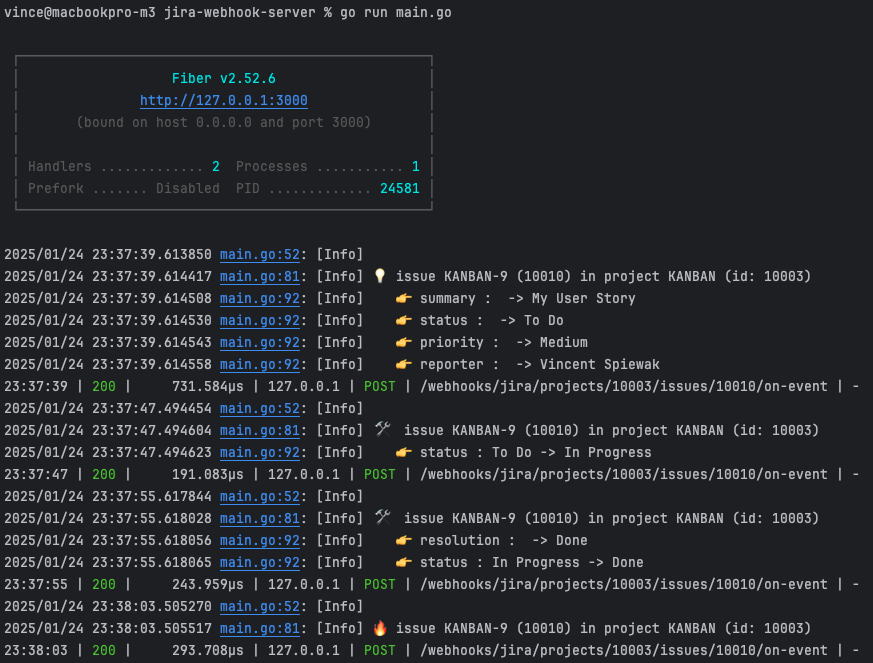 vince@macbookpro-m3 jira-webhook-server % go run main.go
Fiber v2.52.6
http://127.0.0.1:3000
(bound on host 0.0.0.0 and port 3000)
Handlers ............. 2  Processes ........... 1
Prefork ....... Disabled  PID ............. 24581
2025/01/24 23:37:39.613850 main.go:52: [Info]
2025/01/24 23:37:39.614417 main.go:81: [Info] 💡 issue KANBAN-9 (10010) in project KANBAN (id: 10003)
2025/01/24 23:37:39.614508 main.go:92: [Info]    👉 summary :  -> My User Story
2025/01/24 23:37:39.614530 main.go:92: [Info]    👉 status :  -> To Do
2025/01/24 23:37:39.614543 main.go:92: [Info]    👉 priority :  -> Medium
2025/01/24 23:37:39.614558 main.go:92: [Info]    👉 reporter :  -> Vincent Spiewak
23:37:39 | 200 |     731.584µs | 127.0.0.1 | POST | /webhooks/jira/projects/10003/issues/10010/on-event | -
2025/01/24 23:37:47.494454 main.go:52: [Info]
2025/01/24 23:37:47.494604 main.go:81: [Info] 🛠 issue KANBAN-9 (10010) in project KANBAN (id: 10003)
2025/01/24 23:37:47.494623 main.go:92: [Info]    👉 status : To Do -> In Progress
23:37:47 | 200 |     191.083µs | 127.0.0.1 | POST | /webhooks/jira/projects/10003/issues/10010/on-event | -
2025/01/24 23:37:55.617844 main.go:52: [Info]
2025/01/24 23:37:55.618028 main.go:81: [Info] 🛠 issue KANBAN-9 (10010) in project KANBAN (id: 10003)
2025/01/24 23:37:55.618056 main.go:92: [Info]    👉 resolution :  -> Done
2025/01/24 23:37:55.618065 main.go:92: [Info]    👉 status : In Progress -> Done
23:37:55 | 200 |     243.959µs | 127.0.0.1 | POST | /webhooks/jira/projects/10003/issues/10010/on-event | -
2025/01/24 23:38:03.505270 main.go:52: [Info]
2025/01/24 23:38:03.505517 main.go:81: [Info] 🔥 issue KANBAN-9 (10010) in project KANBAN (id: 10003)
23:38:03 | 200 |     293.708µs | 127.0.0.1 | POST | /webhooks/jira/projects/10003/issues/10010/on-event | -